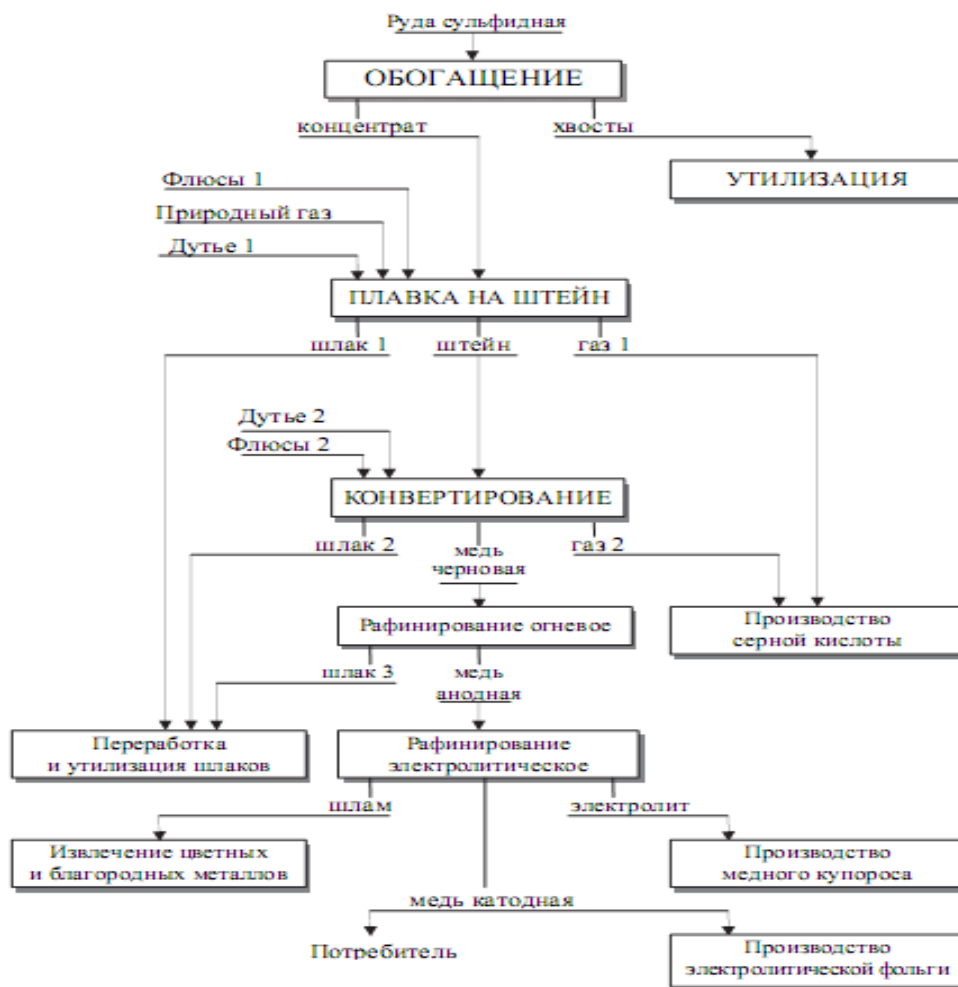 Руда сульфидная
ОБОГАЩЕНИЕ
концентрат
хвосты
УТИЛИЗАЦИЯ
Флюсы 1
Природный газ
Дутье 1
ПЛАВКА НА ШТЕЙН
шлак 1
штейн
газ 1
Дутье 2
Флюсы 2
КОНВЕРТИРОВАНИЕ
шлак 2
медь
черновая
газ 2
Рафинирование огневое
Производство
серной кислоты
шлак 3
медь
анодная
Переработка
и утилизация шлаков
Рафинирование
электролитическое
шлам
электролит
Извлечение цветных
и благородных металлов
Производство
медного купороса
медь катодная
Потребитель
Производство
электролитической фольги